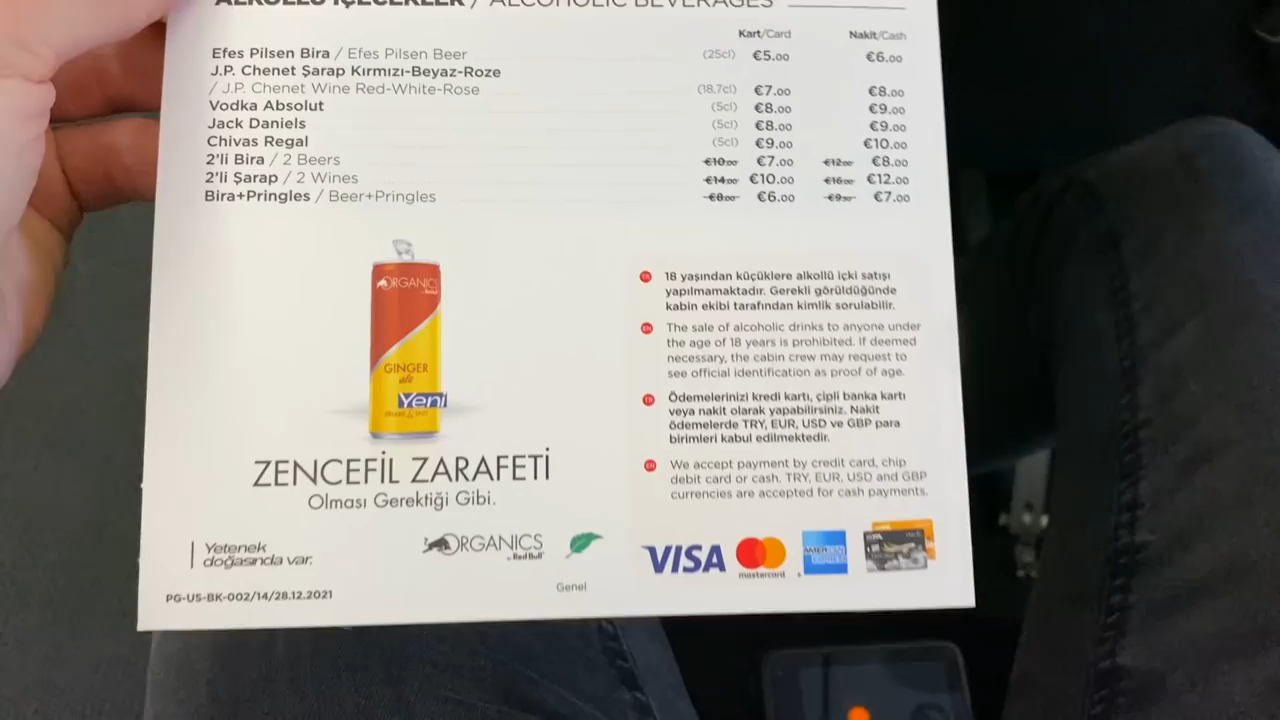 ALKOLLÜ İÇECEKLER / ALCOHOLIC BEVERAGES
Kart/Card Nakit/Cash
Efes Pilsen Bira / Efes Pilsen Beer (25cl) €5.00 €6.00
J.P. Chenet Şarap Kırmızı-Beyaz-Roze
/ J.P. Chenet Wine Red-White-Rose (18,7cl) €7.00 €8.00
Vodka Absolut (5cl) €8.00 €9.00
Jack Daniels (5cl) €8.00 €9.00
Chivas Regal (5cl) €9.00 €10.00
2'li Bira / 2 Beers €10.00 €7.00 €12.00 €8.00
2'li Şarap / 2 Wines €14.00 €10.00 €16.00 €12.00
Bira+Pringles / Beer+Pringles €8.00 €6.00 €7.00
ORGANICS
by Red Bull
GINGER
ale
Yeni
ZENCEFİL ZARAFETİ
Olması Gerektiği Gibi.
TR 18 yaşından küçüklere alkollü içki satışı
yapılmamaktadır. Gerekli görüldüğünde
kabin ekibi tarafından kimlik sorulabilir.
EN The sale of alcoholic drinks to anyone under
the age of 18 years is prohibited. If deemed
necessary, the cabin crew may request to
see official identification as proof of age.
TR Ödemelerinizi kredi kartı, çipli banka kartı
veya nakit olarak yapabilirsiniz. Nakit
ödemelerde TRY, EUR, USD ve GBP para
birimleri kabul edilmektedir.
EN We accept payment by credit card, chip
debit card or cash. TRY, EUR, USD and GBP
currencies are accepted for cash payments.
Yetenek
doğasında var.
ORGANICS
by Red Bull
Genel
VISA
mastercard
AMERICAN
EXPRESS
PG-US-BK-002/14/28.12.2021